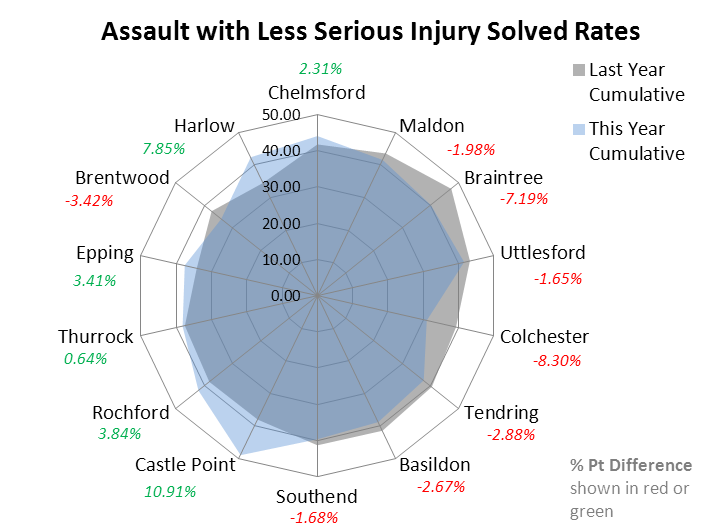 Assault with Less Serious Injury Solved Rates
2.31%
Chelmsford
Last Year
Cumulative
This Year
Cumulative
50.00
40.00
30.00
20.00
10.00
0.00
Maldon
-1.98%
Braintree
-7.19%
Uttlesford
-1.65%
Colchester
-8.30%
Tendring
-2.88%
Basildon
-2.67%
Southend
-1.68%
Castle Point
10.91%
Rochford
3.84%
Thurrock
0.64%
Epping
3.41%
Brentwood
-3.42%
Harlow
7.85%
% Pt Difference
shown in red or
green